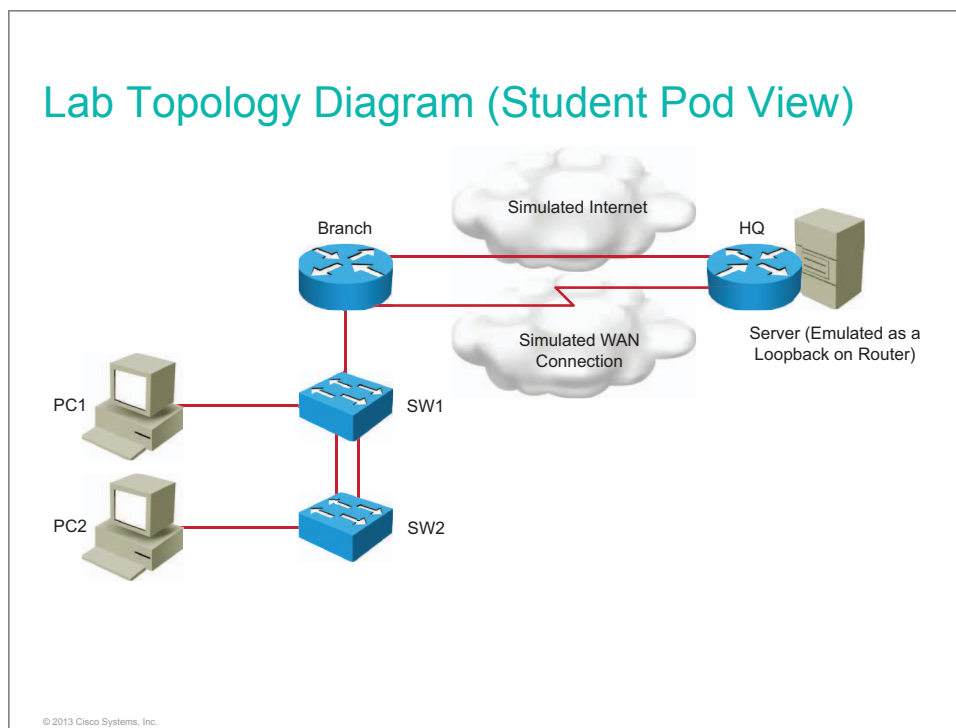 Lab Topology Diagram (Student Pod View)
Simulated Internet
Branch
HQ
Simulated WAN
Connection
Server (Emulated as a
Loopback on Router)
PC1
SW1
PC2
SW2
© 2013 Cisco Systems, Inc.